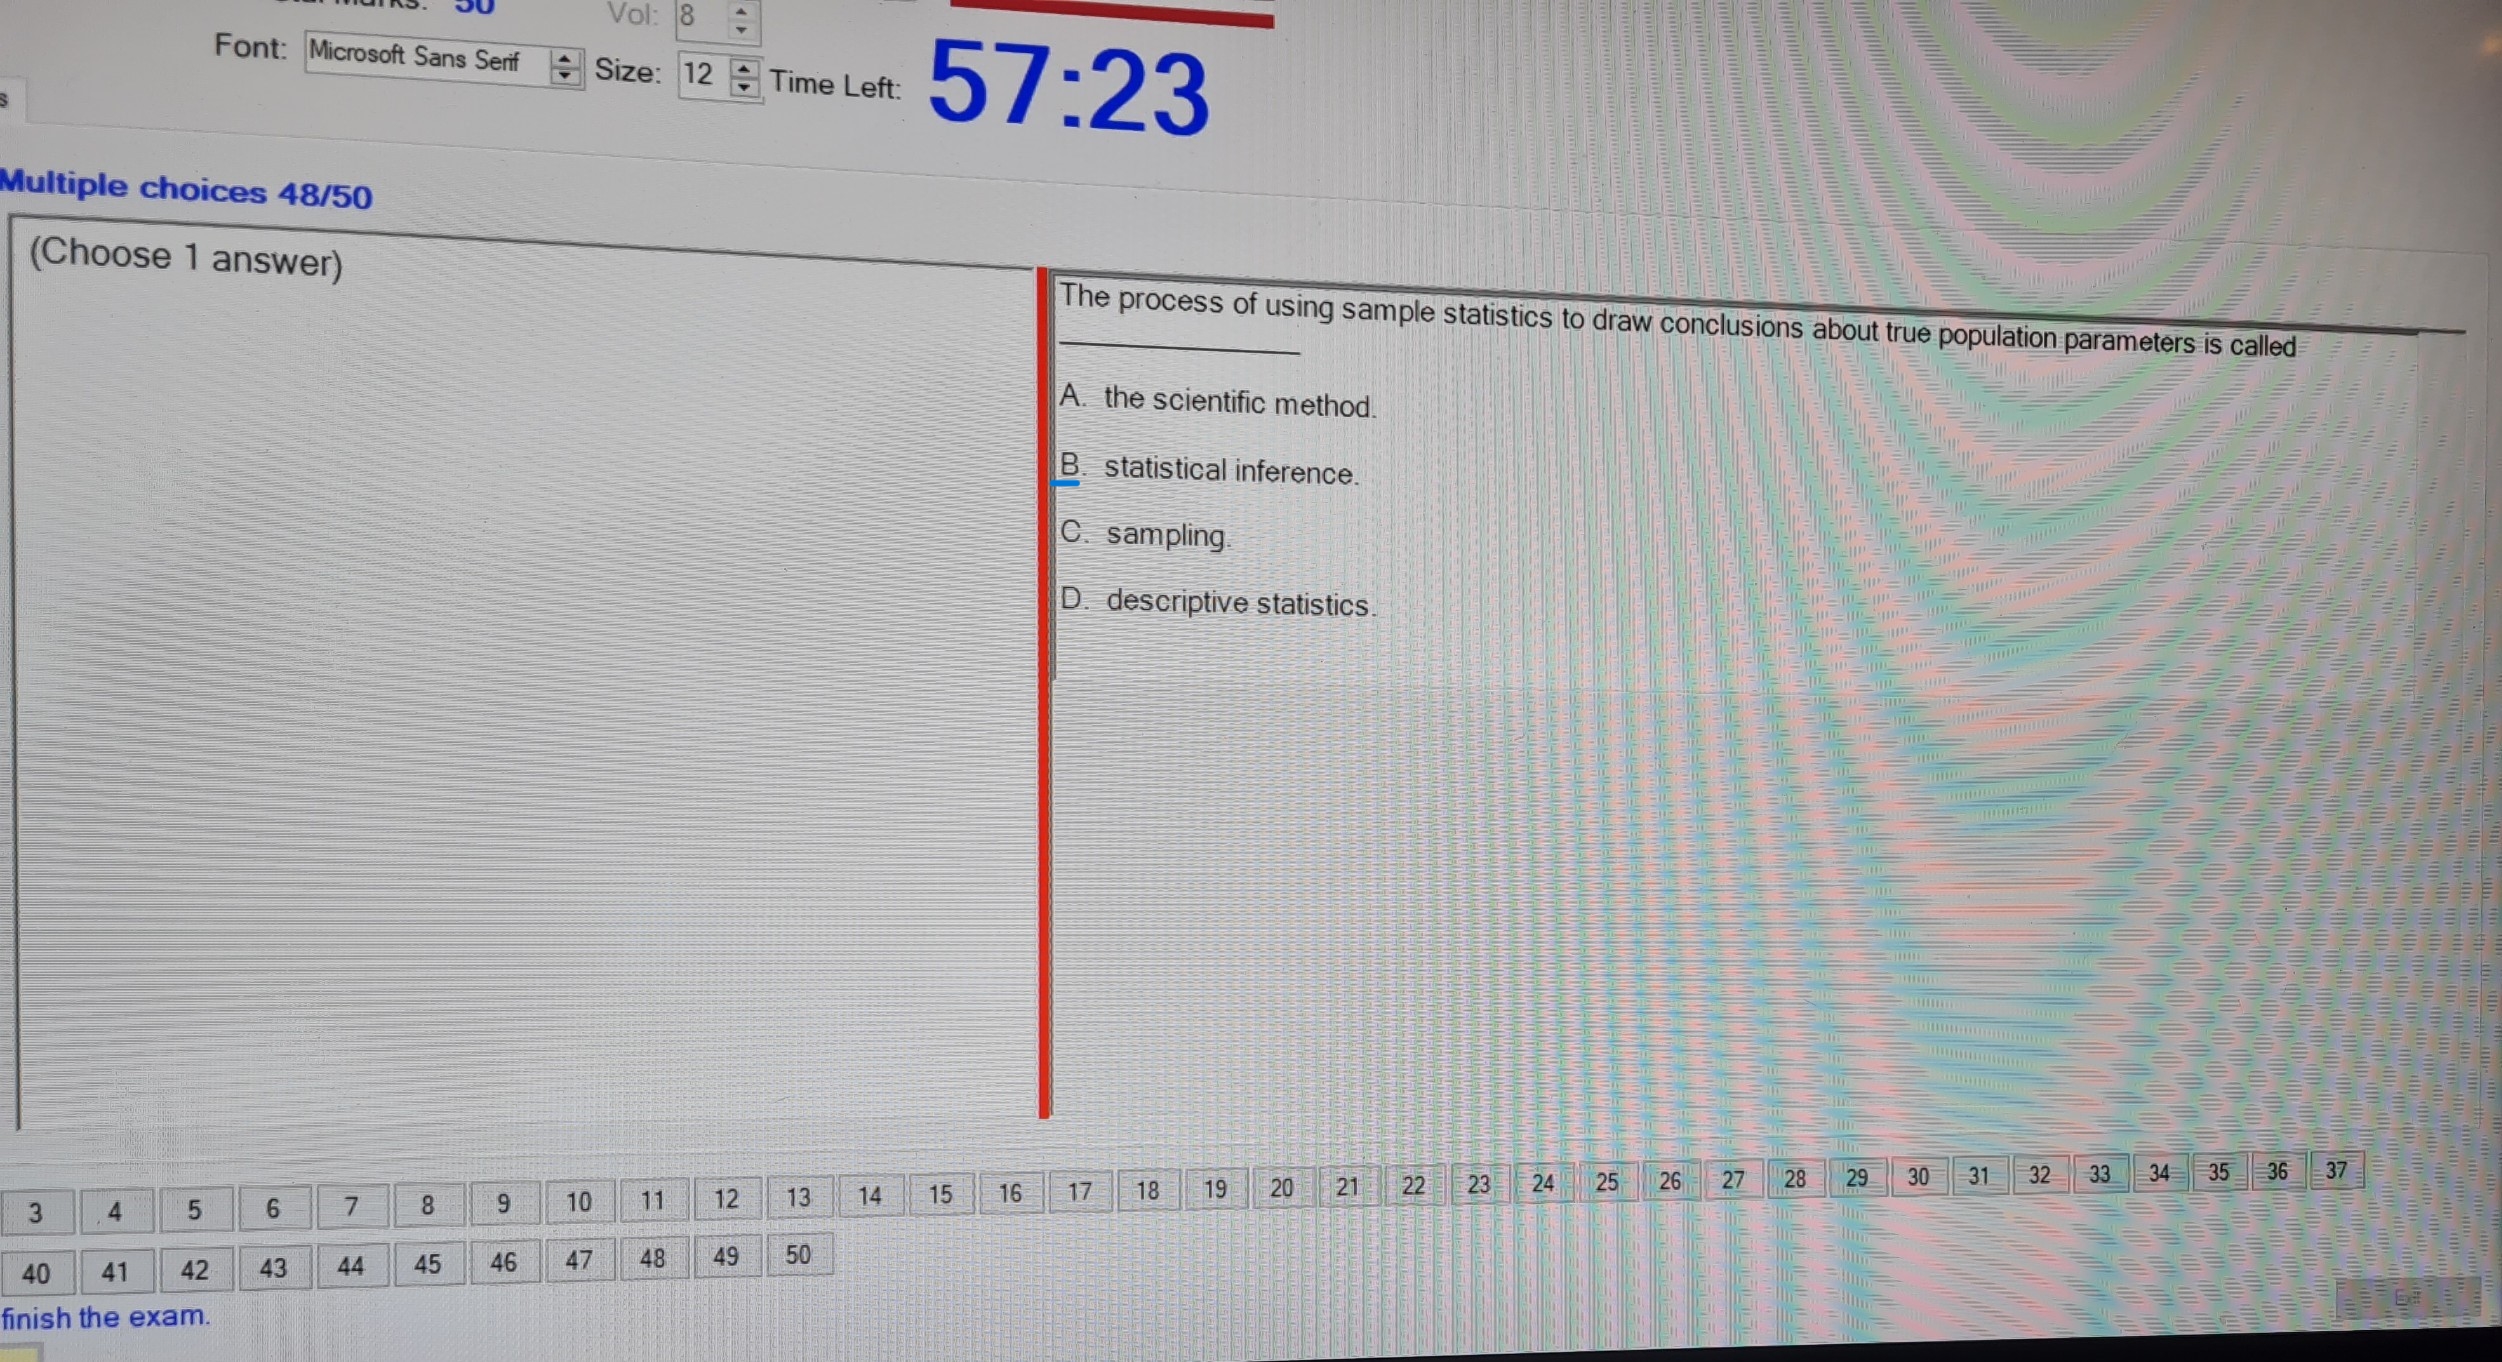 50
Vol: 8
Font: Microsoft Sans Serif Size: 12 Time Left: 57:23
s
Multiple choices 48/50
(Choose 1 answer)
The process of using sample statistics to draw conclusions about true population parameters is called
A. the scientific method.
B. statistical inference.
C. sampling.
D. descriptive statistics.
3 4 5 6 7 8 9 10 11 12 13 14 15 16 17 18 19 20 21 22 23 24 25 26 27 28 29 30 31 32 33 34 35 36 37
40 41 42 43 44 45 46 47 48 49 50
finish the exam.